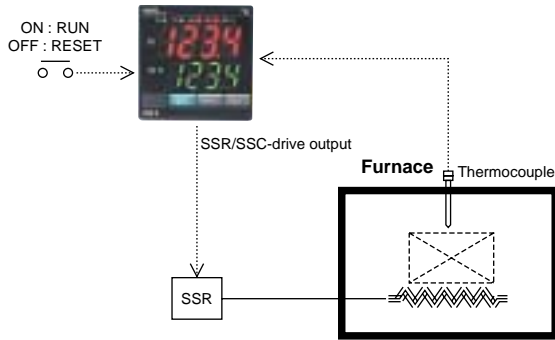 ON : RUN
OFF : RESET
1234
1234
SSR/SSC-drive output
Furnace
Thermocouple
SSR